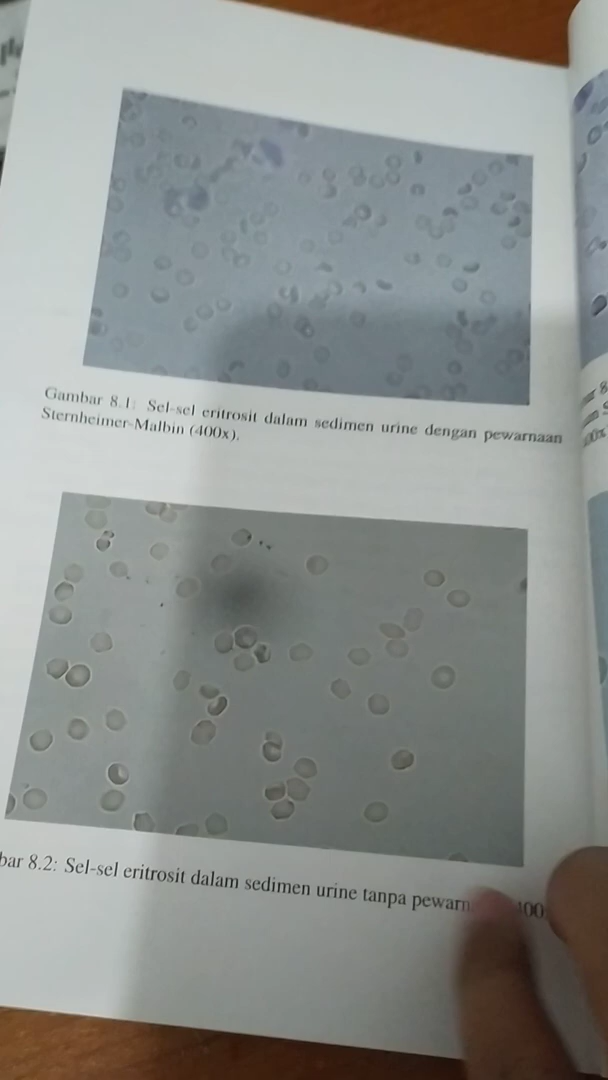 Gambar 8.1: Sel-sel eritrosit dalam sedimen urine dengan pewarnaan
Sternheimer-Malbin (400x).
bar 8.2: Sel-sel eritrosit dalam sedimen urine tanpa pewarn 400